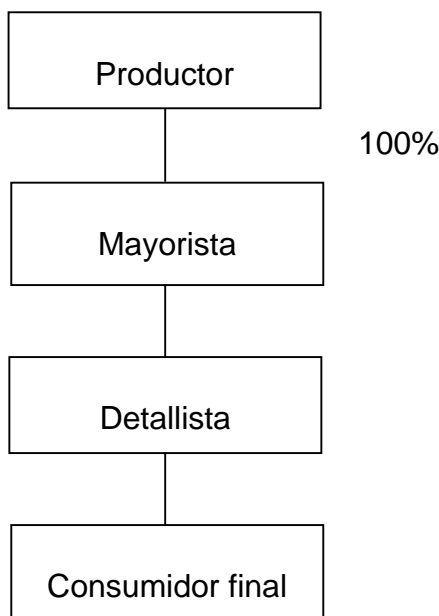 Productor
100%
Mayorista
Detallista
Consumidor final